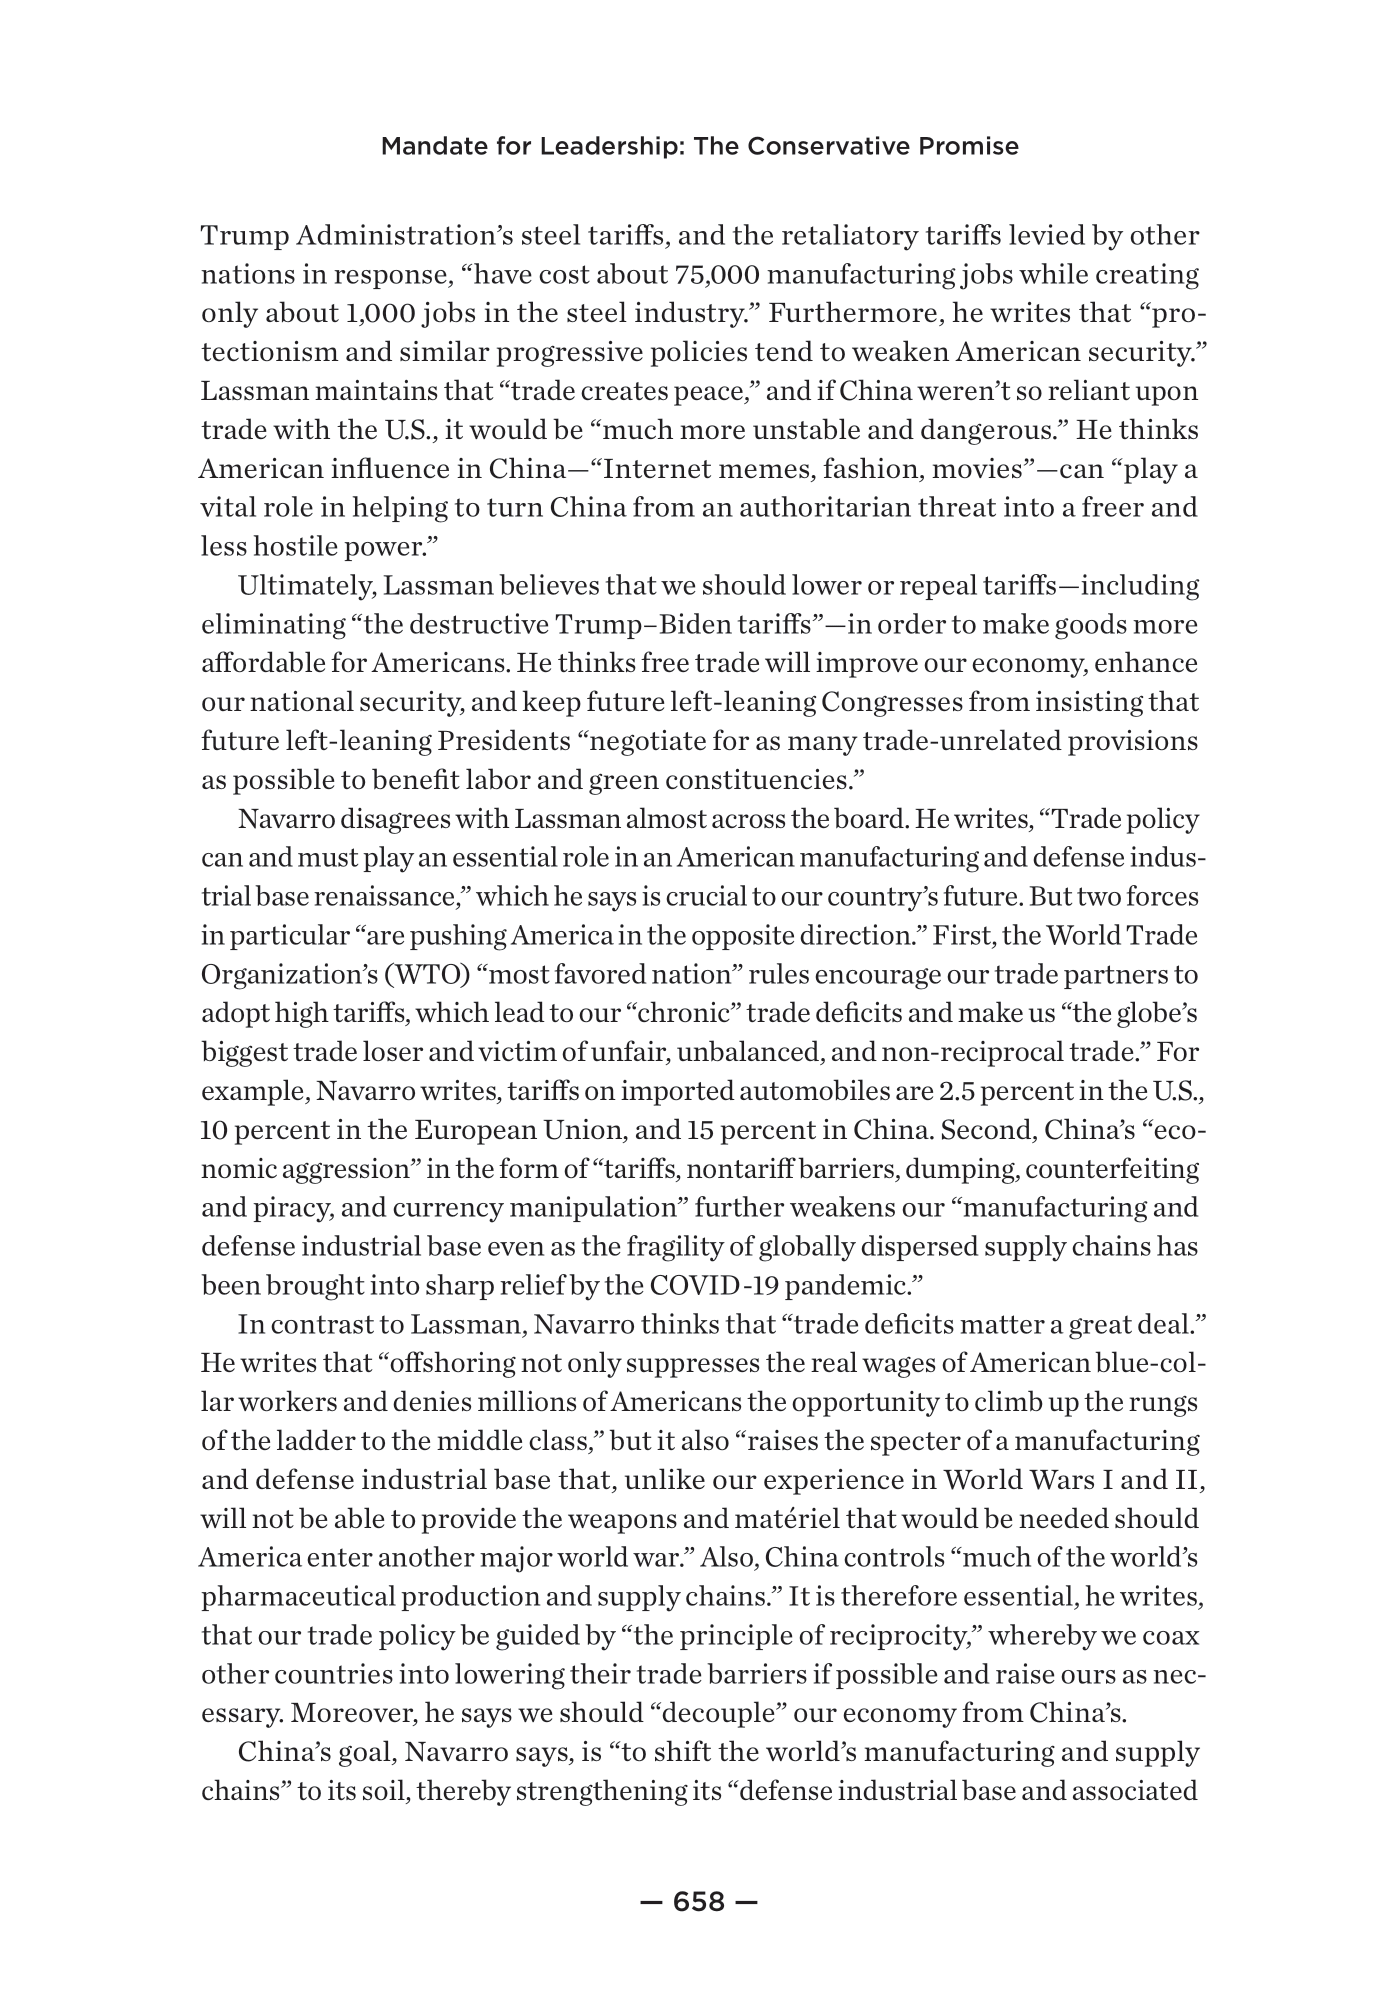 Mandate for Leadership: The Conservative Promise
Trump Administration’s steel tariffs, and the retaliatory tariffs levied by other
nations in response, “have cost about 75,000 manufacturing jobs while creating
only about 1,000 jobs in the steel industry.” Furthermore, he writes that “pro-
tectionism and similar progressive policies tend to weaken American security.”
Lassman maintains that “trade creates peace,” and if China weren’t so reliant upon
trade with the U.S., it would be “much more unstable and dangerous.” He thinks
American influence in China—“Internet memes, fashion, movies”—can “play a
vital role in helping to turn China from an authoritarian threat into a freer and
less hostile power.”
Ultimately, Lassman believes that we should lower or repeal tariffs—including
eliminating “the destructive Trump–Biden tariffs”—in order to make goods more
affordable for Americans. He thinks free trade will improve our economy, enhance
our national security, and keep future left-leaning Congresses from insisting that
future left-leaning Presidents “negotiate for as many trade-unrelated provisions
as possible to benefit labor and green constituencies.”
Navarro disagrees with Lassman almost across the board. He writes, “Trade policy
can and must play an essential role in an American manufacturing and defense indus-
trial base renaissance,” which he says is crucial to our country’s future. But two forces
in particular “are pushing America in the opposite direction.” First, the World Trade
Organization’s (WTO) “most favored nation” rules encourage our trade partners to
adopt high tariffs, which lead to our “chronic” trade deficits and make us “the globe’s
biggest trade loser and victim of unfair, unbalanced, and non-reciprocal trade.” For
example, Navarro writes, tariffs on imported automobiles are 2.5 percent in the U.S.,
10 percent in the European Union, and 15 percent in China. Second, China’s “eco-
nomic aggression” in the form of “tariffs, nontariff barriers, dumping, counterfeiting
and piracy, and currency manipulation” further weakens our “manufacturing and
defense industrial base even as the fragility of globally dispersed supply chains has
been brought into sharp relief by the COVID-19 pandemic.”
In contrast to Lassman, Navarro thinks that “trade deficits matter a great deal.”
He writes that “offshoring not only suppresses the real wages of American blue-col-
lar workers and denies millions of Americans the opportunity to climb up the rungs
of the ladder to the middle class,” but it also “raises the specter of a manufacturing
and defense industrial base that, unlike our experience in World Wars I and II,
will not be able to provide the weapons and matériel that would be needed should
America enter another major world war.” Also, China controls “much of the world’s
pharmaceutical production and supply chains.” It is therefore essential, he writes,
that our trade policy be guided by “the principle of reciprocity,” whereby we coax
other countries into lowering their trade barriers if possible and raise ours as nec-
essary. Moreover, he says we should “decouple” our economy from China’s.
China’s goal, Navarro says, is “to shift the world’s manufacturing and supply
chains” to its soil, thereby strengthening its “defense industrial base and associated
— 658 —